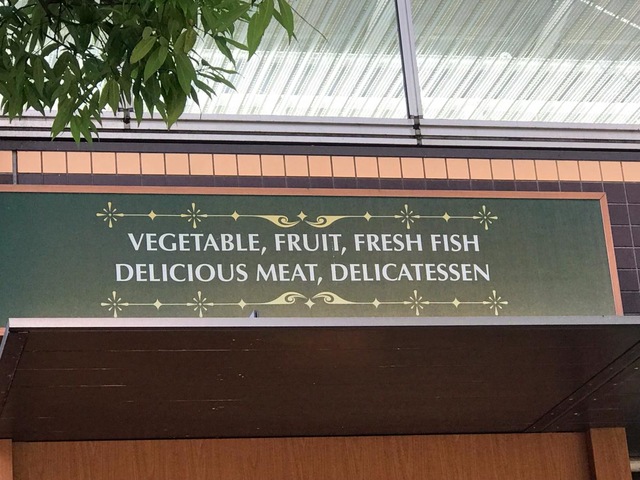 VEGETABLE, FRUIT, FRESH FISH
DELICIOUS MEAT, DELICATESSEN